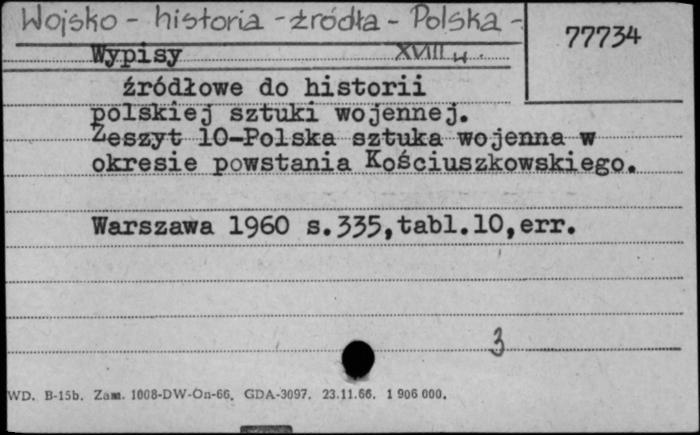 Wojsko - historia - źródła - Polska -
77734
XVIII w.
Wypisy
źródłowe do historii
polskiej sztuki wojennej.
Zeszyt 10-Polska sztuka wojenna w
okresie powstania Kościuszkowskiego.
Warszawa 1960 s.335,tabl.10,err.
3
WD. B-15b. Zam. 1008-DW-On-66. GDA-3097. 23.11.66. 1 906 000.